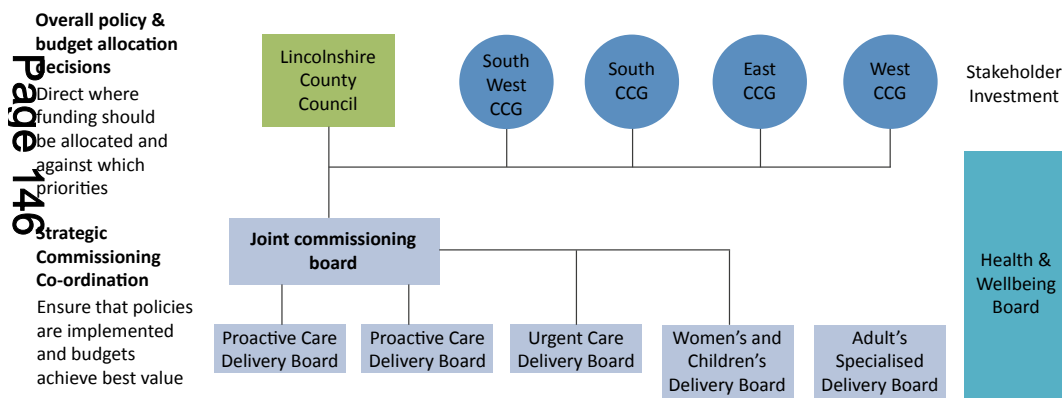 Overall policy &
budget allocation
decisions
Direct where
funding should
be allocated and
against which
priorities
Page 146
Lincolnshire
County
Council
South
West
CCG
South
CCG
East
CCG
West
CCG
Stakeholder
Investment
Strategic
Commissioning
Co-ordination
Ensure that policies
are implemented
and budgets
achieve best value
Joint commissioning
board
Health &
Wellbeing
Board
Proactive Care
Delivery Board
Proactive Care
Delivery Board
Urgent Care
Delivery Board
Women's and
Children's
Delivery Board
Adult's
Specialised
Delivery Board